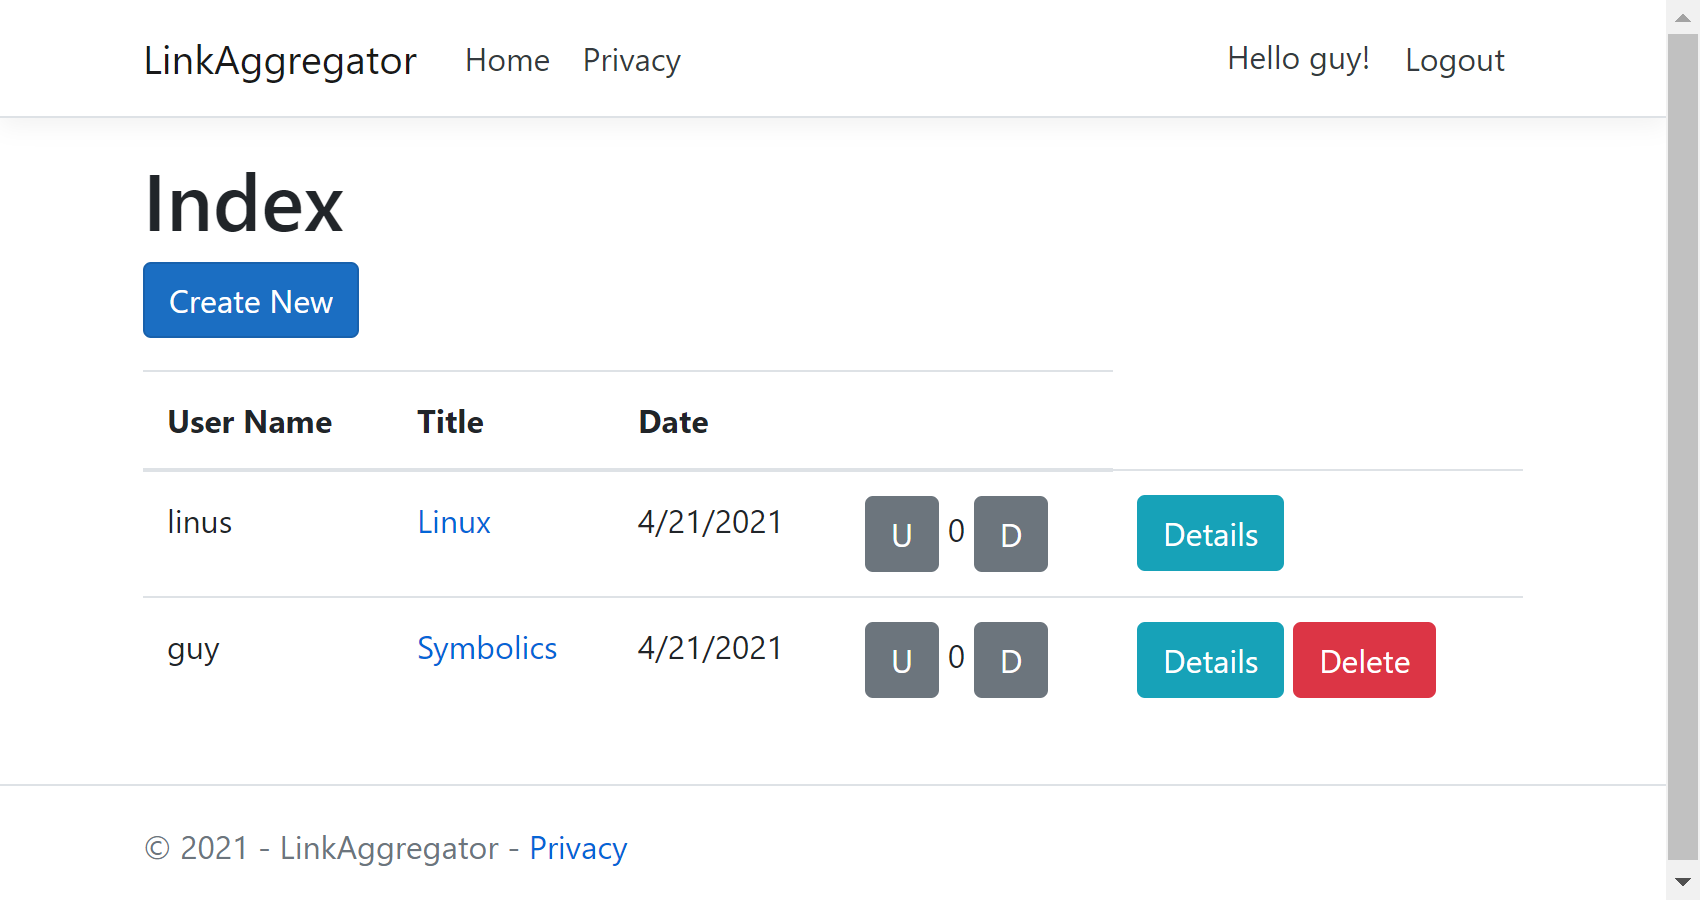 LinkAggregator Home Privacy Hello guy! Logout
Index
Create New
User Name Title Date
linus Linux 4/21/2021 U 0 D Details
guy Symbolics 4/21/2021 U 0 D Details Delete
© 2021 - LinkAggregator - Privacy